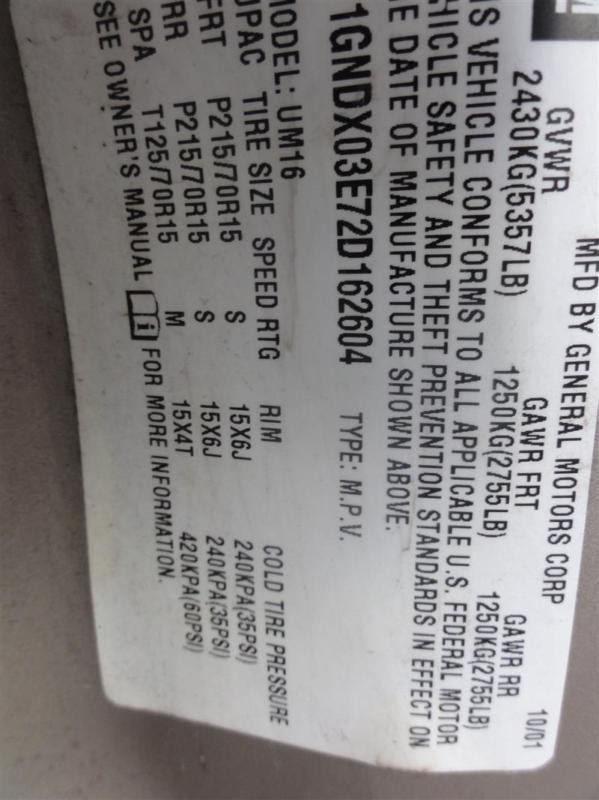 MFD BY GENERAL MOTORS CORP 10/01
GVWR GAWR FRT GAWR RR
2430KG(5357LB) 1250KG(2755LB) 1250KG(2755LB)
IS VEHICLE CONFORMS TO ALL APPLICABLE U.S. FEDERAL MOTOR
HICLE SAFETY AND THEFT PREVENTION STANDARDS IN EFFECT ON
E DATE OF MANUFACTURE SHOWN ABOVE.
1GNDX03E72D162604 TYPE: M.P.V.
MODEL: UM16
UPAC TIRE SIZE SPEED RTG RIM COLD TIRE PRESSURE
FRT P215/70R15 S 15X6J 240KPA(35PSI)
RR P215/70R15 S 15X6J 240KPA(35PSI)
SPA T125/70R15 M 15X4T 420KPA(60PSI)
SEE OWNER'S MANUAL i FOR MORE INFORMATION.